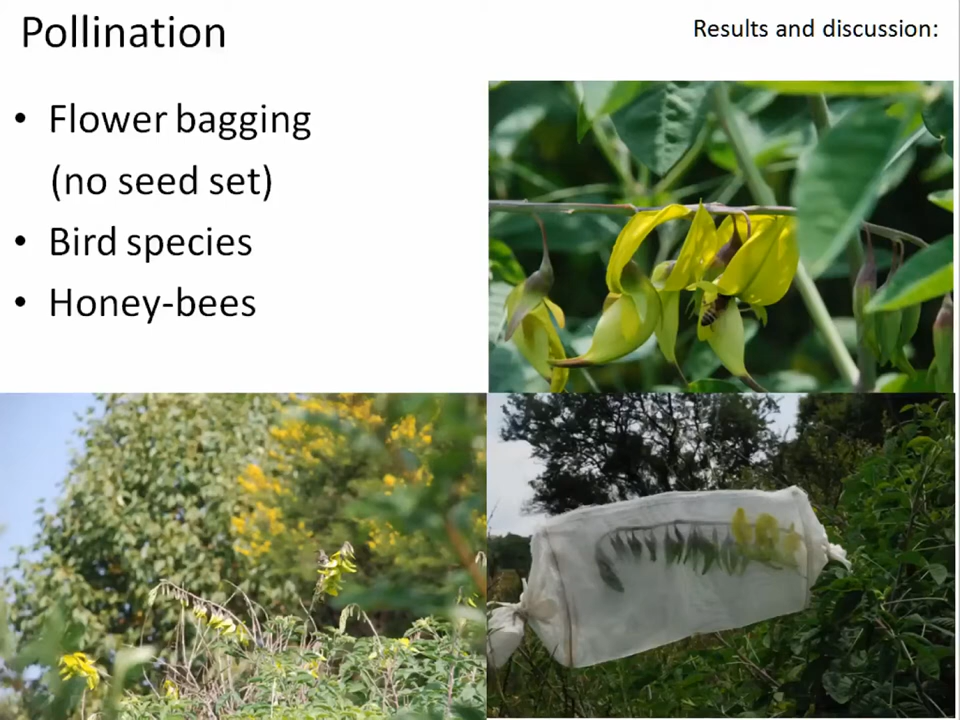 Pollination
Results and discussion:
• Flower bagging
(no seed set)
• Bird species
• Honey-bees